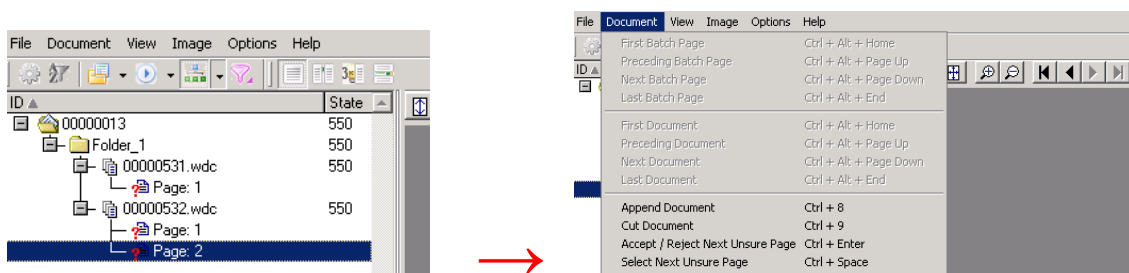 File Document View Image Options Help
ID State
00000013 550
Folder_1 550
00000531.wdc 550
Page: 1
00000532.wdc 550
Page: 1
Page: 2
File Document View Image Options Help
ID
First Batch Page Ctrl + Alt + Home
Preceding Batch Page Ctrl + Alt + Page Up
Next Batch Page Ctrl + Alt + Page Down
Last Batch Page Ctrl + Alt + End
First Document Ctrl + Alt + Home
Preceding Document Ctrl + Alt + Page Up
Next Document Ctrl + Alt + Page Down
Last Document Ctrl + Alt + End
Append Document Ctrl + 8
Cut Document Ctrl + 9
Accept / Reject Next Unsure Page Ctrl + Enter
Select Next Unsure Page Ctrl + Space